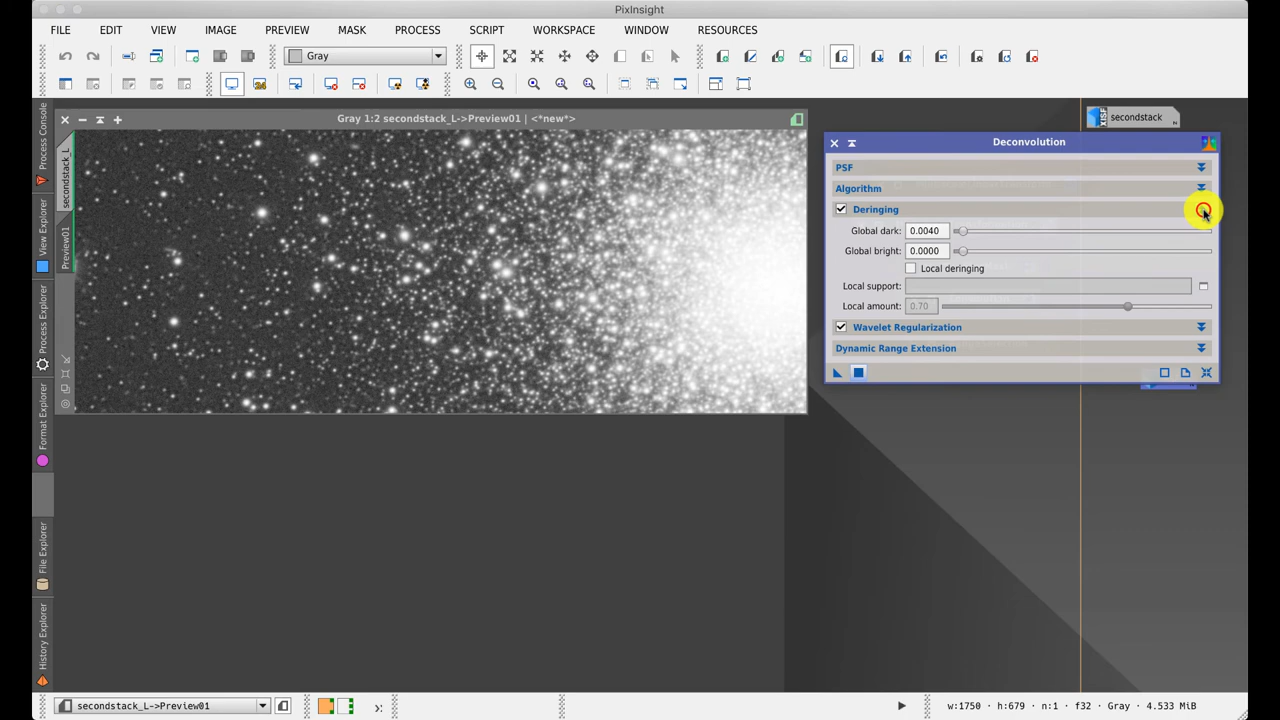 PixInsight
FILE EDIT VIEW IMAGE PREVIEW MASK PROCESS SCRIPT WORKSPACE WINDOW RESOURCES
Gray
Gray 1:2 secondstack_L->Preview01 | <*new*>
secondstack_L
Preview01
Process Console
View Explorer
Process Explorer
Format Explorer
File Explorer
History Explorer
XISF
secondstack
Deconvolution
PSF
Algorithm
Deringing
Global dark: 0.0040
Global bright: 0.0000
Local deringing
Local support:
Local amount: 0.70
Wavelet Regularization
Dynamic Range Extension
secondstack_L->Preview01
w:1750 · h:679 · n:1 · f32 · Gray · 4.533 MiB